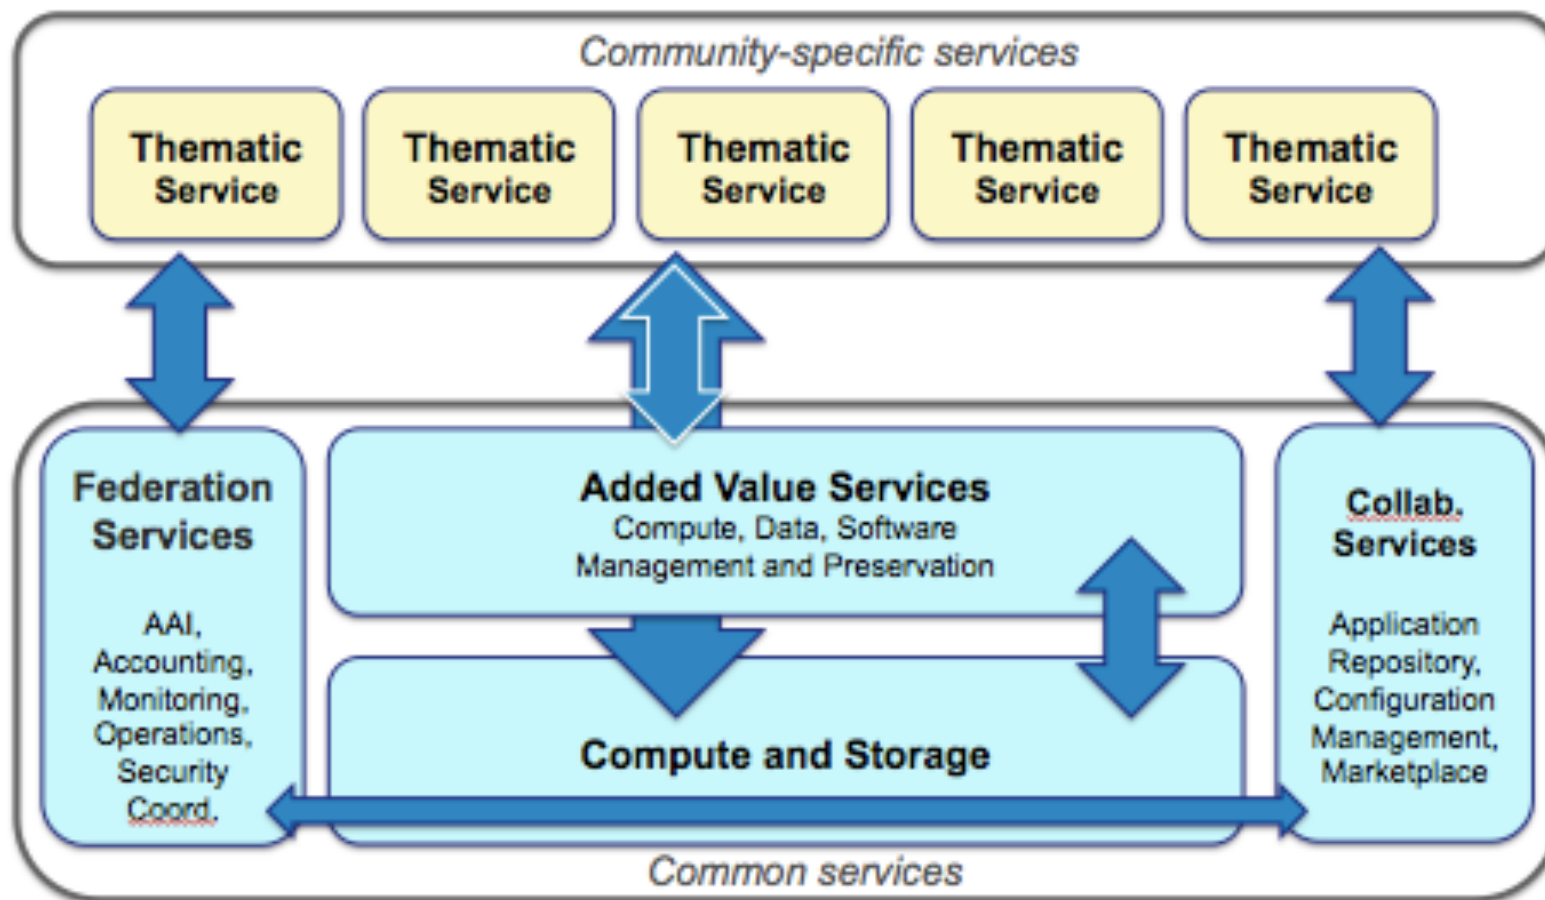 Community-specific services
Thematic
Service
Thematic
Service
Thematic
Service
Thematic
Service
Thematic
Service
Federation
Services
AAI,
Accounting,
Monitoring,
Operations,
Security
Coord.
Added Value Services
Compute, Data, Software
Management and Preservation
Compute and Storage
Collab.
Services
Application
Repository,
Configuration
Management,
Marketplace
Common services